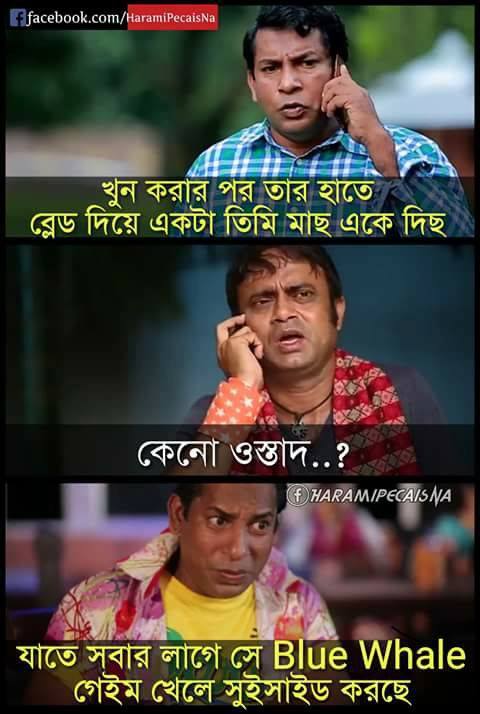 facebook.com/HaramiPecaisNa
খুন করার পর তার হাতে
ব্লেড দিয়ে একটা তিমি মাছ একে দিছ
কেনো ওস্তাদ..?
f HARAMIPECAISNA
যাতে সবার লাগে সে Blue Whale
গেইম খেলে সুইসাইড করছে